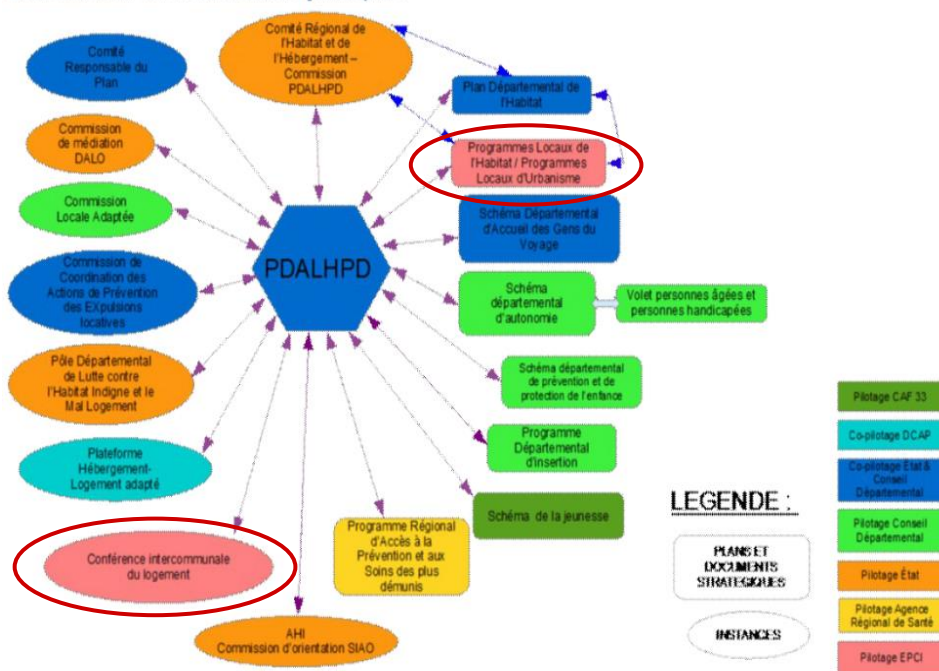 Comité Régional de
l'Habitat et de
l'Hébergement –
Commission
PDALHPD
Comité
Responsable du
Plan
Plan Départemental de
l'Habitat
Commission
de médiation
DALO
Programmes Locaux de
l'Habitat / Programmes
Locaux d'Urbanisme
Commission
Locale Adaptée
Schéma Départemental
d'Accueil des Gens du
Voyage
PDALHPD
Commission de
Coordination des
Actions de Prévention
des EXpulsions
locatives
Schéma
départemental
d'autonomie
Volet personnes âgées et
personnes handicapées
Pôle Départemental
de Lutte contre
l'Habitat Indigne et le
Mal Logement
Schéma départemental
de prévention et de
protection de l'enfance
Plateforme
Hébergement-
Logement adapté
Programme
Départemental
d'insertion
Conférence intercommunale
du logement
Programme Régional
d'Accès à la
Prévention et aux
Soins des plus
démunis
Schéma de la jeunesse
AHI
Commission d'orientation SIAO
LEGENDE :
PLANS ET
DOCUMENTS
STRATEGIQUES
INSTANCES
Pilotage CAF 33
Co-pilotage DCAP
Co-pilotage État &
Conseil
Départemental
Pilotage Conseil
Départemental
Pilotage État
Pilotage Agence
Régional de Santé
Pilotage EPCI